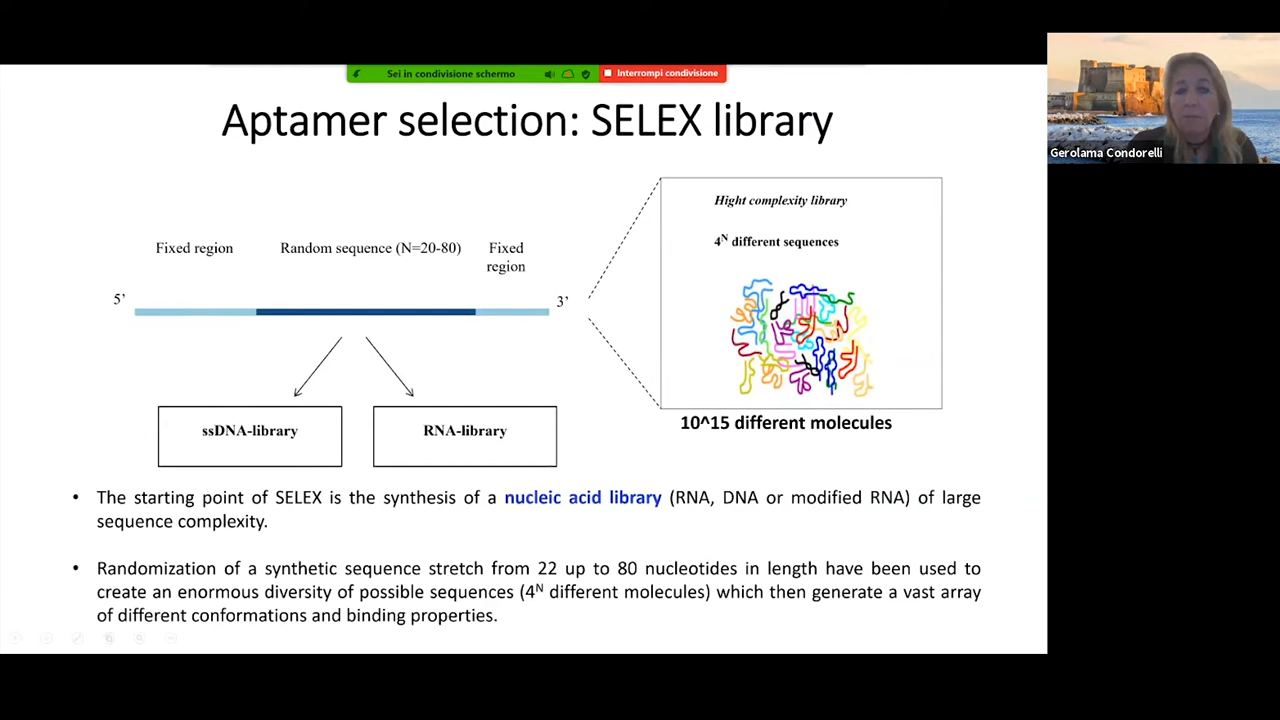 Sei in condivisione schermo
Interrompi condivisione
Gerolama Condorelli
Aptamer selection: SELEX library
Fixed region
Random sequence (N=20-80)
Fixed
region
5’
3’
ssDNA-library
RNA-library
Hight complexity library
4ᴺ different sequences
10^15 different molecules
• The starting point of SELEX is the synthesis of a nucleic acid library (RNA, DNA or modified RNA) of large
sequence complexity.
• Randomization of a synthetic sequence stretch from 22 up to 80 nucleotides in length have been used to
create an enormous diversity of possible sequences (4ᴺ different molecules) which then generate a vast array
of different conformations and binding properties.